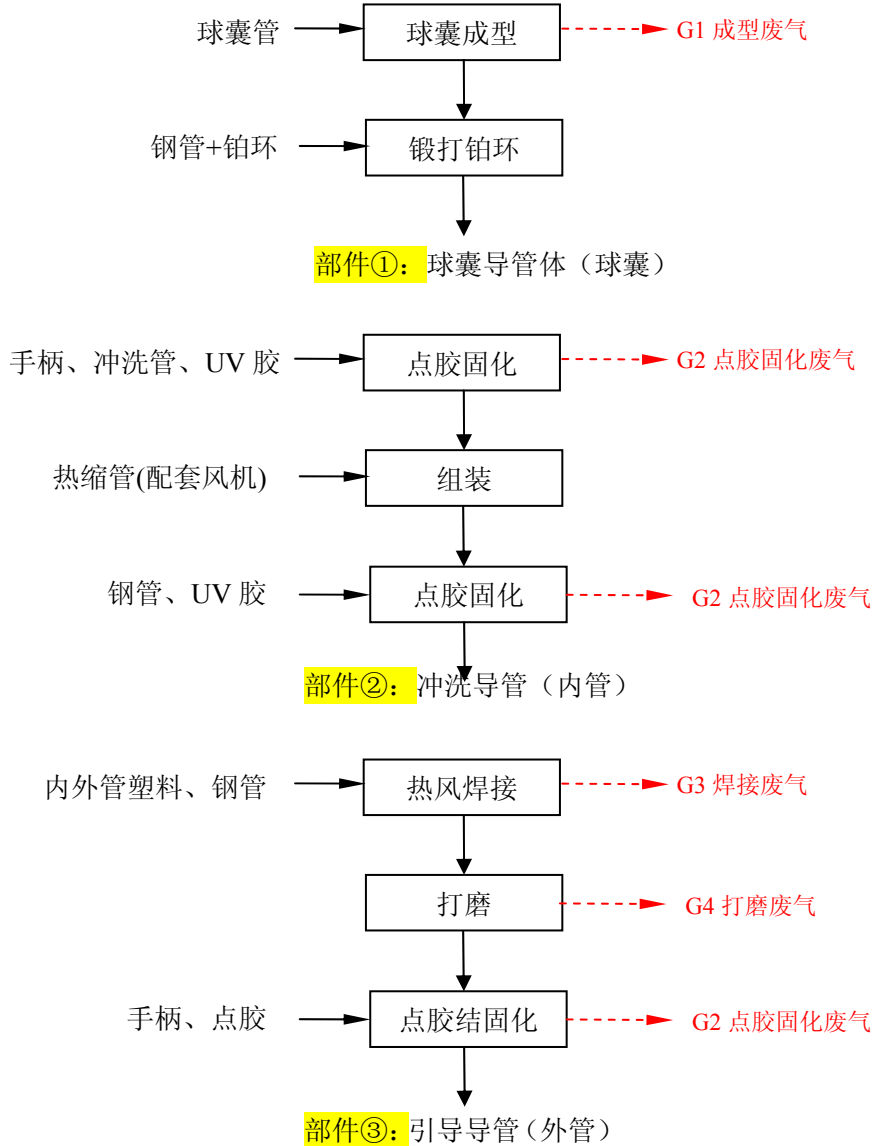 球囊管 球囊成型 G1 成型废气
钢管+铂环 锻打铂环
部件①：球囊导管体（球囊）
手柄、冲洗管、UV 胶 点胶固化 G2 点胶固化废气
热缩管(配套风机) 组装
钢管、UV 胶 点胶固化 G2 点胶固化废气
部件②：冲洗导管（内管）
内外管塑料、钢管 热风焊接 G3 焊接废气
打磨 G4 打磨废气
手柄、点胶 点胶结固化 G2 点胶固化废气
部件③：引导导管（外管）